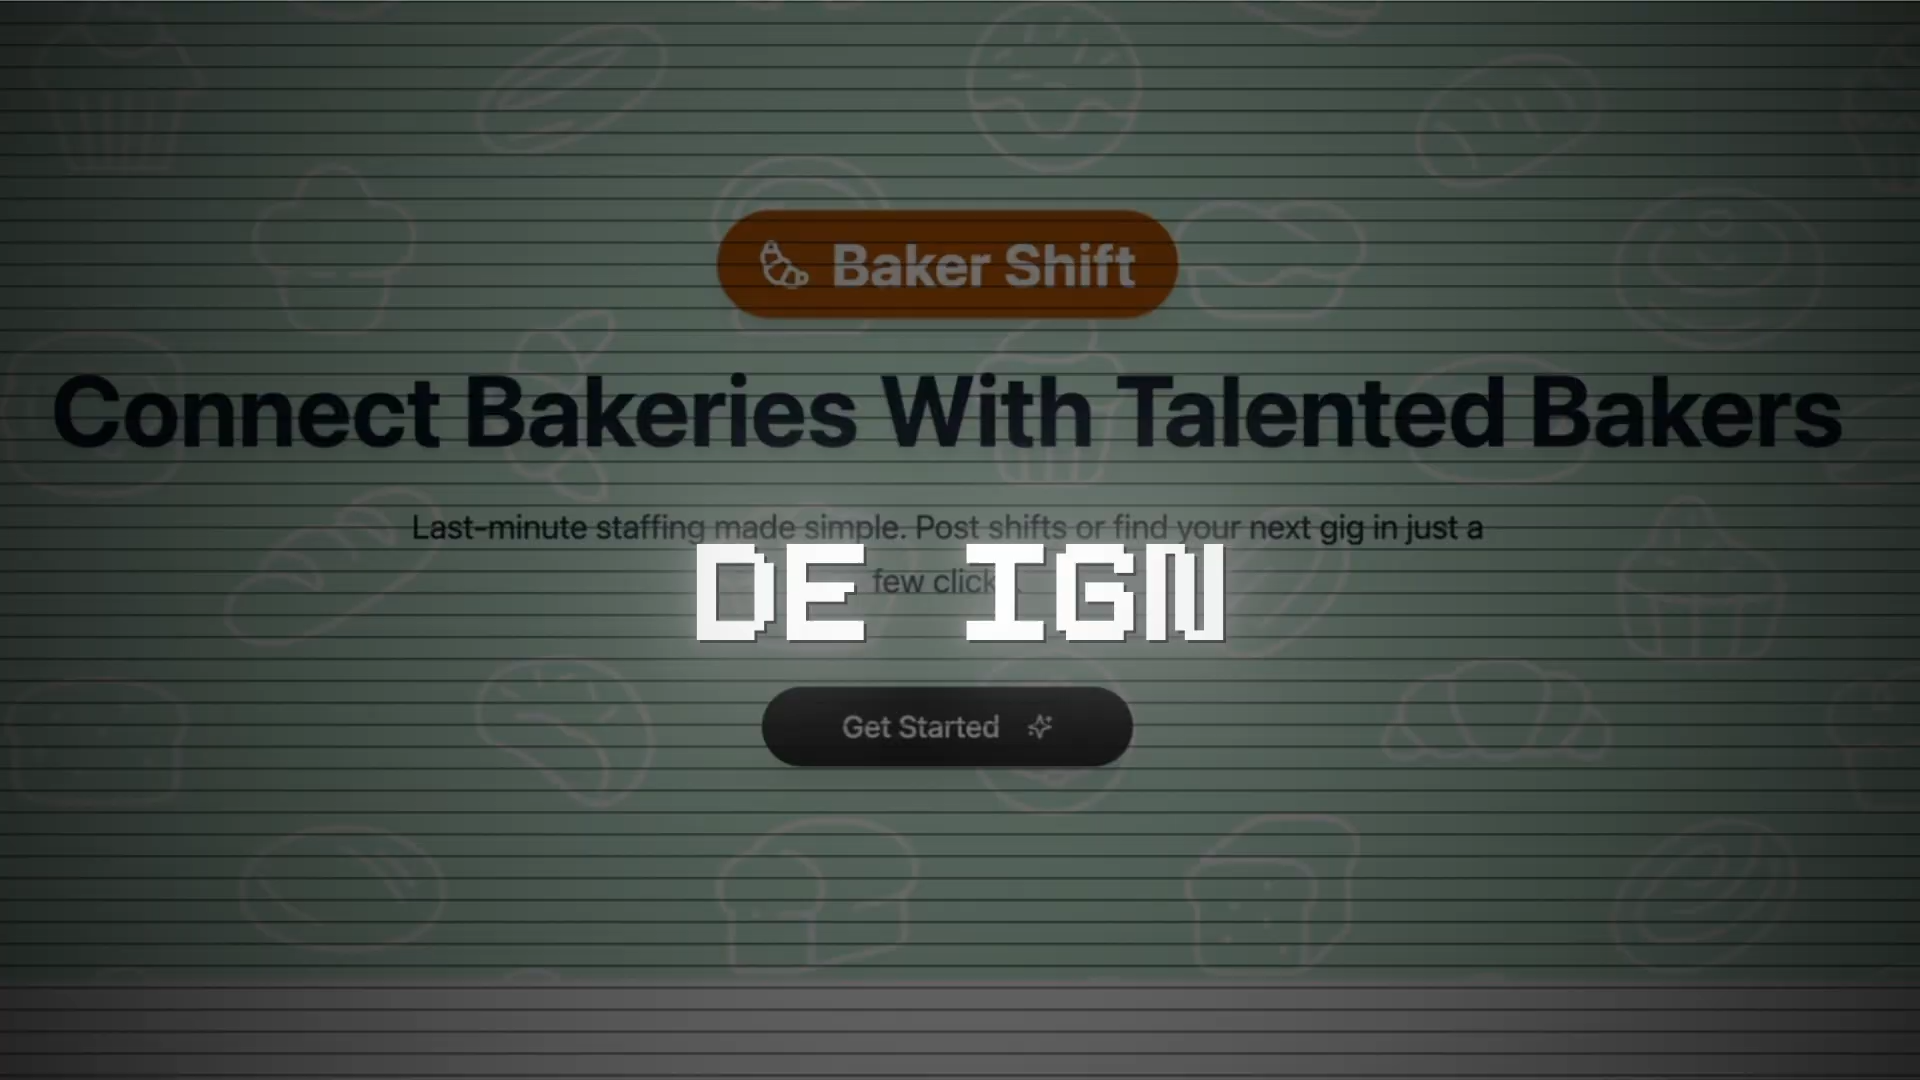 Baker Shift
Connect Bakeries With Talented Bakers
Last-minute staffing made simple. Post shifts or find your next gig in just a
few click
DE IGN
Get Started